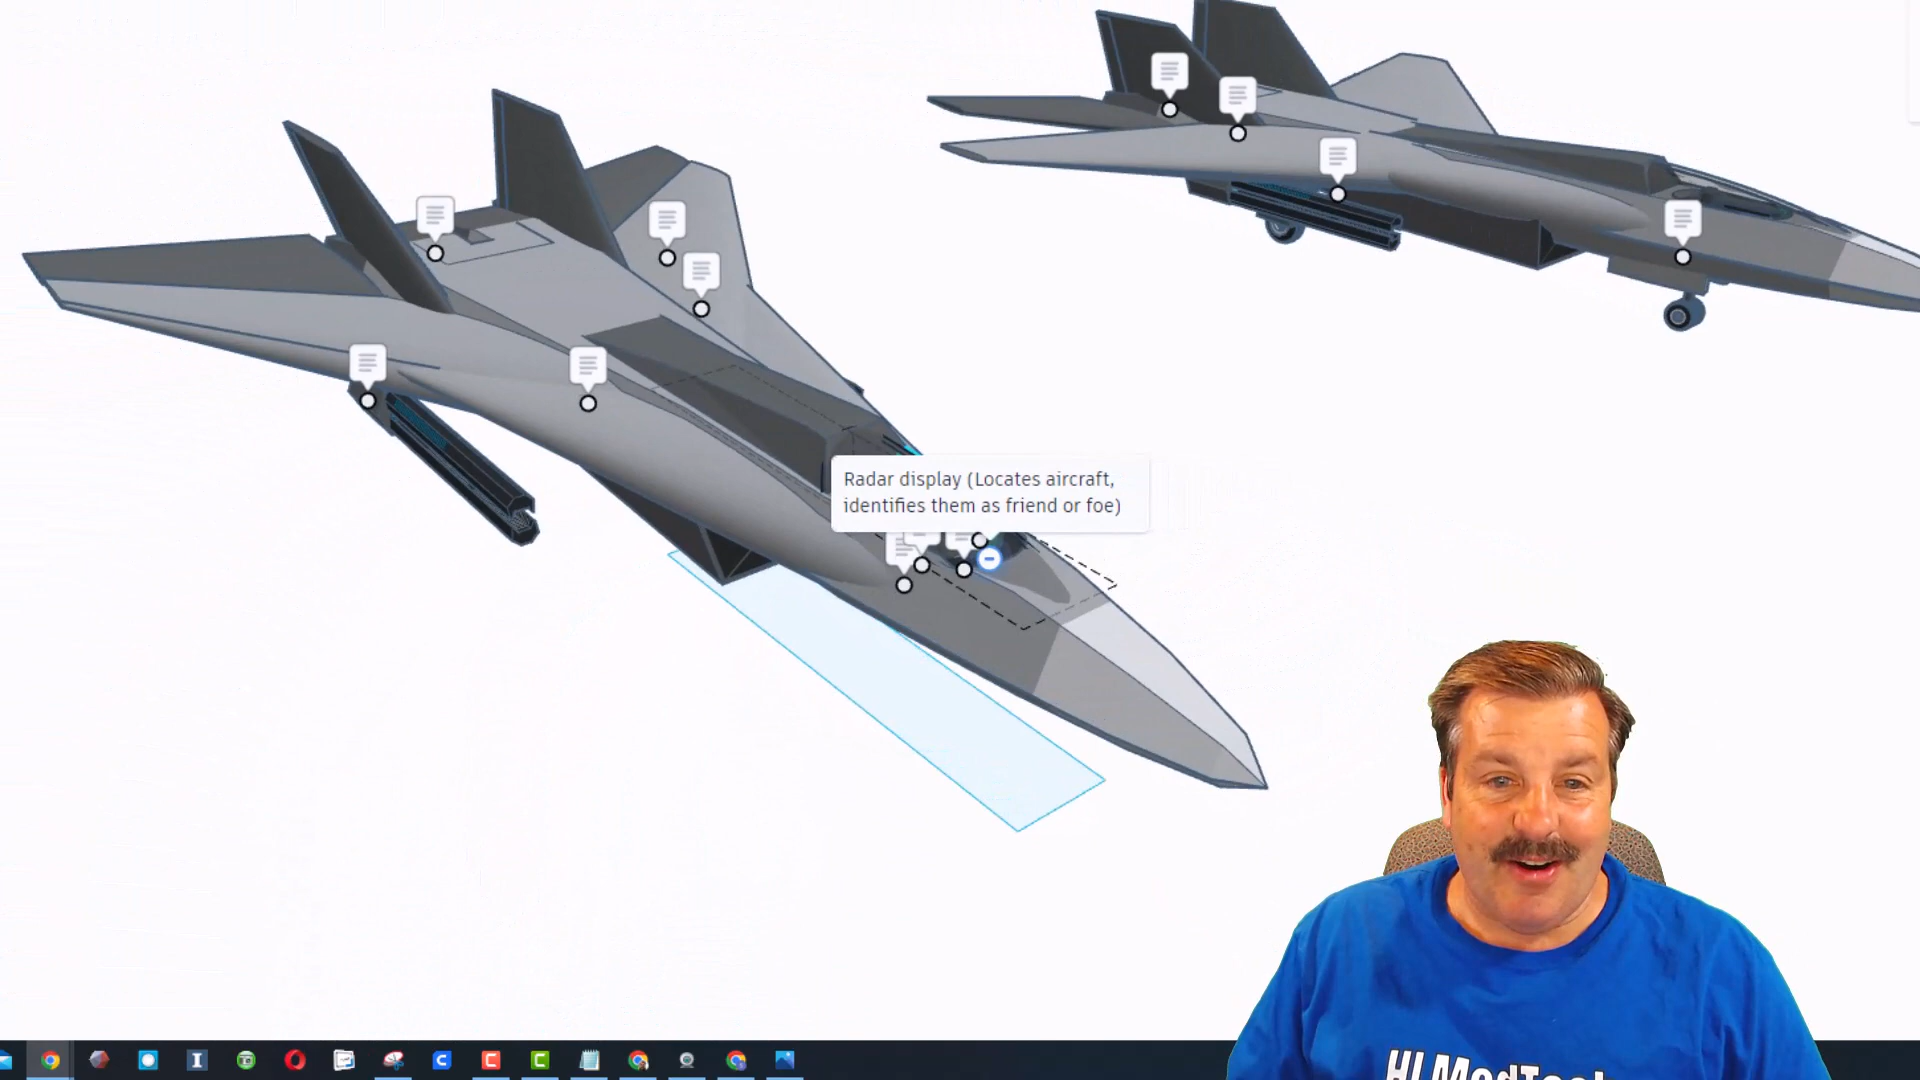 Radar display (Locates aircraft,
identifies them as friend or foe)